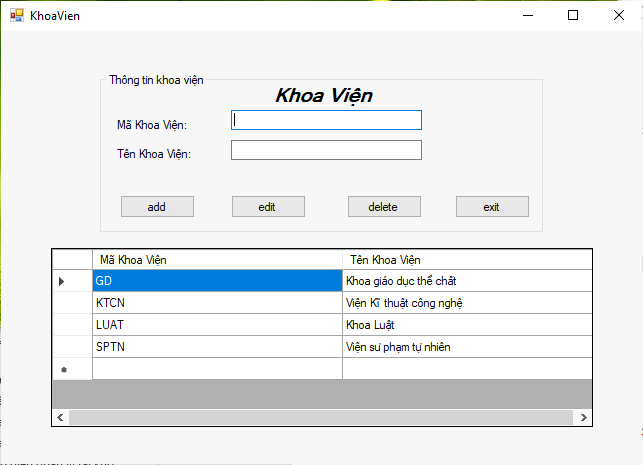 KhoaVien
Thông tin khoa viện
Khoa Viện
Mã Khoa Viện:
Tên Khoa Viện:
add edit delete exit
Mã Khoa Viện Tên Khoa Viện
GD Khoa giáo dục thể chất
KTCN Viện Kĩ thuật công nghệ
LUAT Khoa Luật
SPTN Viện sư phạm tự nhiên